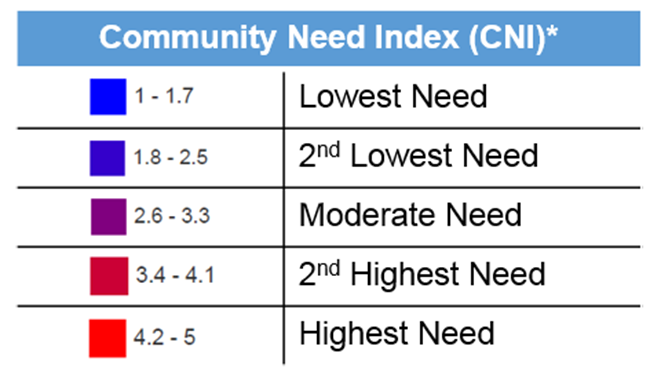 Community Need Index (CNI)*
1 - 1.7 Lowest Need
1.8 - 2.5 2nd Lowest Need
2.6 - 3.3 Moderate Need
3.4 - 4.1 2nd Highest Need
4.2 - 5 Highest Need